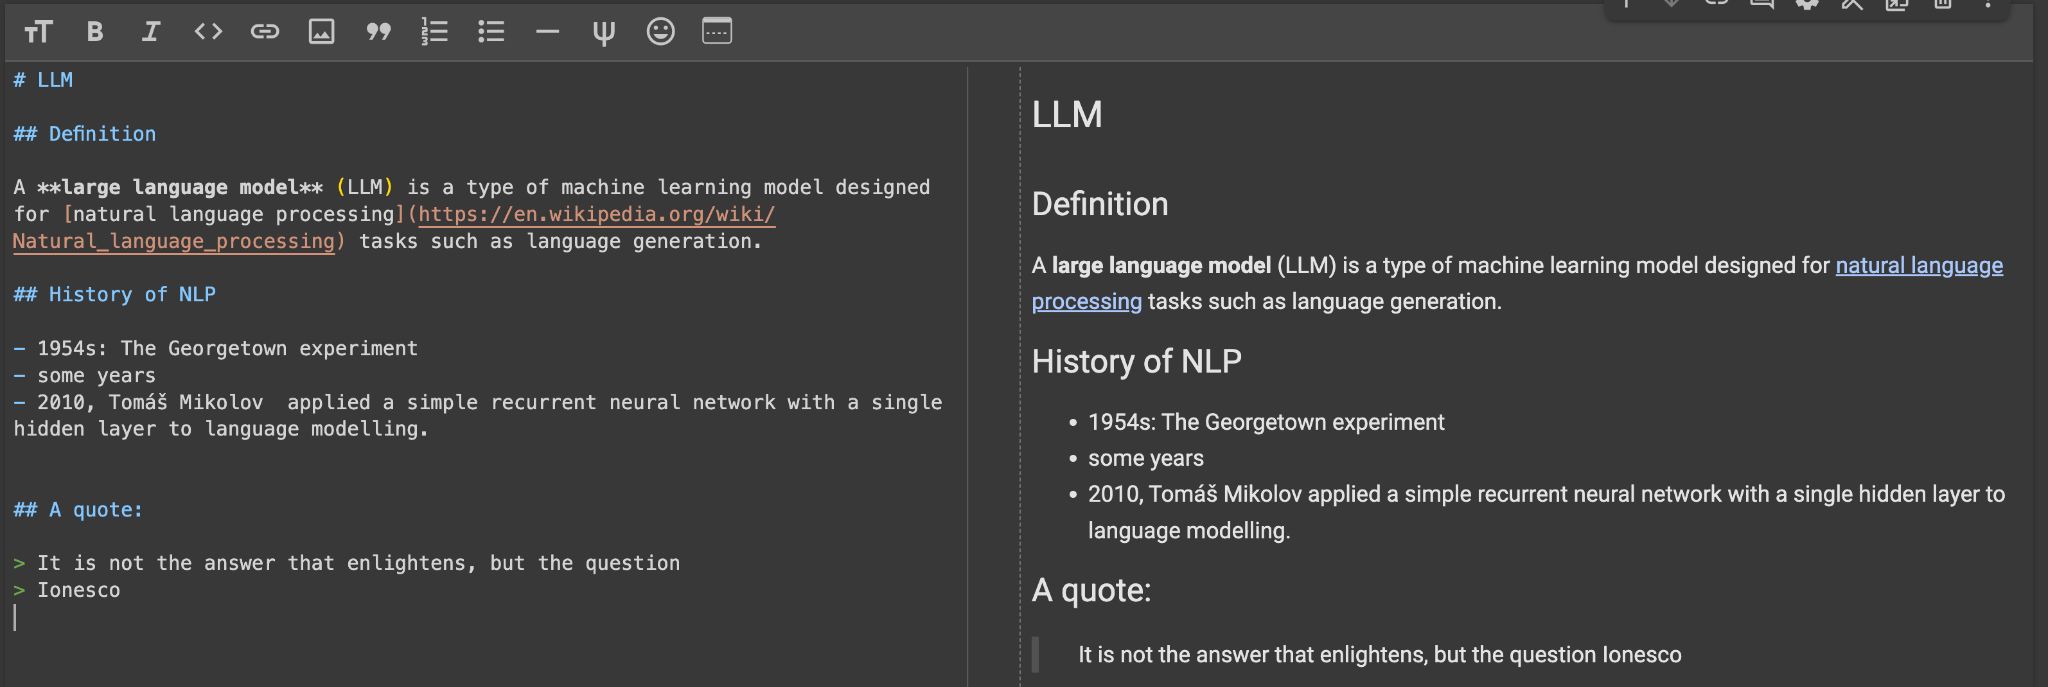 # LLM
## Definition
A **large language model** (LLM) is a type of machine learning model designed
for [natural language processing](https://en.wikipedia.org/wiki/
Natural_language_processing) tasks such as language generation.
## History of NLP
- 1954s: The Georgetown experiment
- some years
- 2010, Tomáš Mikolov  applied a simple recurrent neural network with a single
hidden layer to language modelling.
## A quote:
> It is not the answer that enlightens, but the question
> Ionesco
LLM
Definition
A large language model (LLM) is a type of machine learning model designed for natural language
processing tasks such as language generation.
History of NLP
• 1954s: The Georgetown experiment
• some years
• 2010, Tomáš Mikolov applied a simple recurrent neural network with a single hidden layer to
language modelling.
A quote:
It is not the answer that enlightens, but the question Ionesco